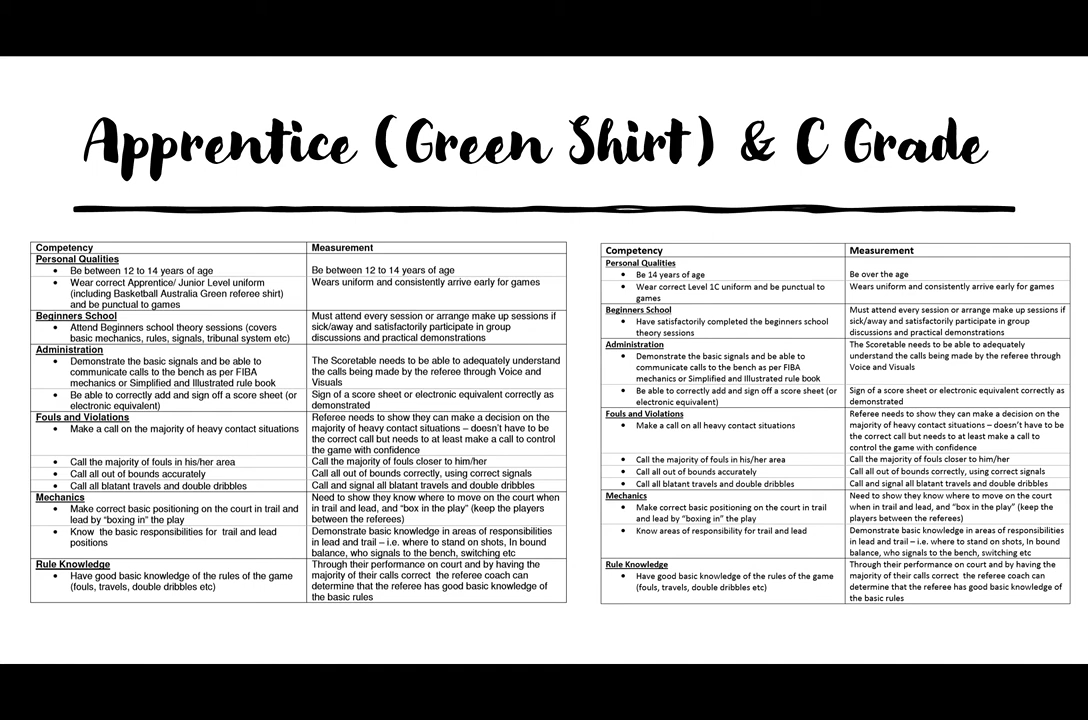 Apprentice (Green Shirt) & C Grade
Competency
Measurement
Personal Qualities
• Be between 12 to 14 years of age
Be between 12 to 14 years of age
• Wear correct Apprentice/ Junior Level uniform
(including Basketball Australia Green referee shirt)
and be punctual to games
Wears uniform and consistently arrive early for games
Beginners School
• Attend Beginners school theory sessions (covers
basic mechanics, rules, signals, tribunal system etc)
Must attend every session or arrange make up sessions if
sick/away and satisfactorily participate in group
discussions and practical demonstrations
Administration
• Demonstrate the basic signals and be able to
communicate calls to the bench as per FIBA
mechanics or Simplified and Illustrated rule book
The Scoretable needs to be able to adequately understand
the calls being made by the referee through Voice and
Visuals
• Be able to correctly add and sign off a score sheet (or
electronic equivalent)
Sign of a score sheet or electronic equivalent correctly as
demonstrated
Fouls and Violations
• Make a call on the majority of heavy contact situations
Referee needs to show they can make a decision on the
majority of heavy contact situations – doesn't have to be
the correct call but needs to at least make a call to control
the game with confidence
• Call the majority of fouls in his/her area
Call the majority of fouls closer to him/her
• Call all out of bounds accurately
Call all out of bounds correctly, using correct signals
• Call all blatant travels and double dribbles
Call and signal all blatant travels and double dribbles
Mechanics
• Make correct basic positioning on the court in trail and
lead by "boxing in" the play
Need to show they know where to move on the court when
in trail and lead, and "box in the play" (keep the players
between the referees)
• Know the basic responsibilities for trail and lead
positions
Demonstrate basic knowledge in areas of responsibilities
in lead and trail – i.e. where to stand on shots, In bound
balance, who signals to the bench, switching etc
Rule Knowledge
• Have good basic knowledge of the rules of the game
(fouls, travels, double dribbles etc)
Through their performance on court and by having the
majority of their calls correct the referee coach can
determine that the referee has good basic knowledge of
the basic rules
Competency
Measurement
Personal Qualities
• Be 14 years of age
Be over the age
• Wear correct Level 1C uniform and be punctual to
games
Wears uniform and consistently arrive early for games
Beginners School
• Have satisfactorily completed the beginners school
theory sessions
Must attend every session or arrange make up sessions if
sick/away and satisfactorily participate in group
discussions and practical demonstrations
Administration
• Demonstrate the basic signals and be able to
communicate calls to the bench as per FIBA
mechanics or Simplified and Illustrated rule book
The Scoretable needs to be able to adequately
understand the calls being made by the referee through
Voice and Visuals
• Be able to correctly add and sign off a score sheet (or
electronic equivalent)
Sign of a score sheet or electronic equivalent correctly as
demonstrated
Fouls and Violations
• Make a call on all heavy contact situations
Referee needs to show they can make a decision on the
majority of heavy contact situations – doesn't have to be
the correct call but needs to at least make a call to
control the game with confidence
• Call the majority of fouls in his/her area
Call the majority of fouls closer to him/her
• Call all out of bounds accurately
Call all out of bounds correctly, using correct signals
• Call all blatant travels and double dribbles
Call and signal all blatant travels and double dribbles
Mechanics
• Make correct basic positioning on the court in trail
and lead by "boxing in" the play
Need to show they know where to move on the court
when in trail and lead, and "box in the play" (keep the
players between the referees)
• Know areas of responsibility for trail and lead
Demonstrate basic knowledge in areas of responsibilities
in lead and trail – i.e. where to stand on shots, In bound
balance, who signals to the bench, switching etc
Rule Knowledge
• Have good basic knowledge of the rules of the game
(fouls, travels, double dribbles etc)
Through their performance on court and by having the
majority of their calls correct the referee coach can
determine that the referee has good basic knowledge of
the basic rules